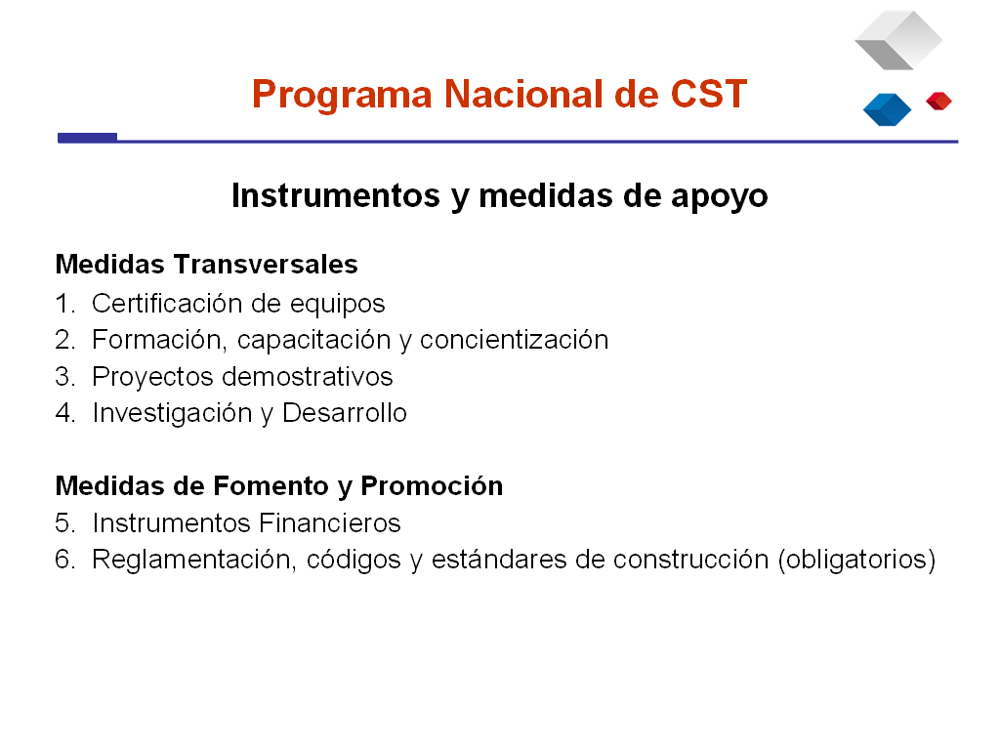 Programa Nacional de CST
Instrumentos y medidas de apoyo
Medidas Transversales
1. Certificación de equipos
2. Formación, capacitación y concientización
3. Proyectos demostrativos
4. Investigación y Desarrollo
Medidas de Fomento y Promoción
5. Instrumentos Financieros
6. Reglamentación, códigos y estándares de construcción (obligatorios)